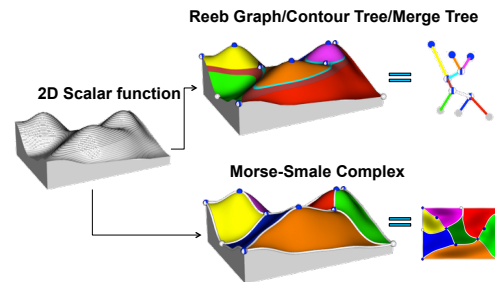 Reeb Graph/Contour Tree/Merge Tree
2D Scalar function
Morse-Smale Complex